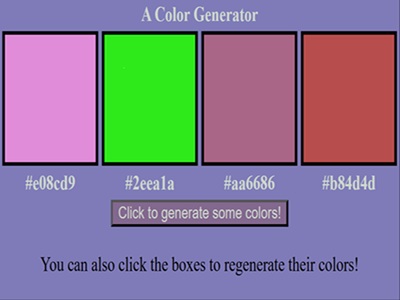 A Color Generator
#e08cd9 #2eea1a #aa6686 #b84d4d
Click to generate some colors!
You can also click the boxes to regenerate their colors!